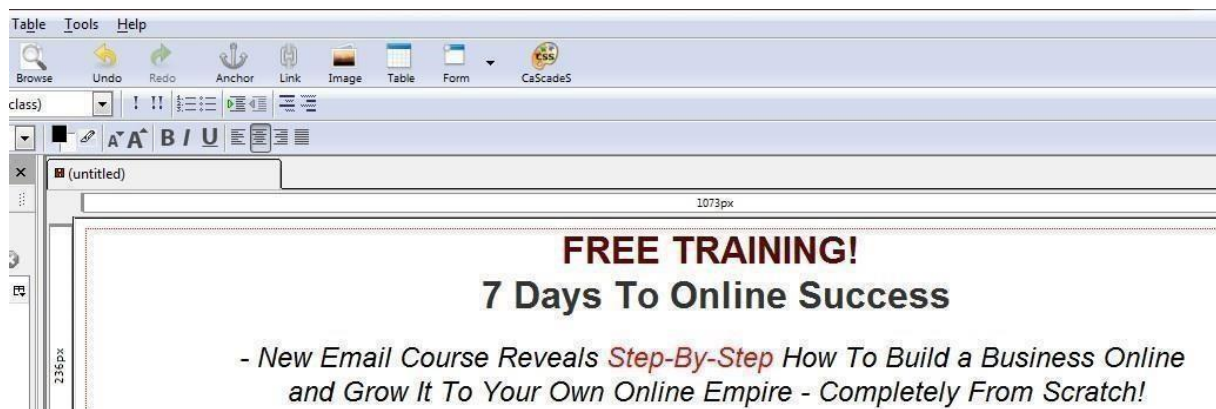 Table Tools Help
Browse Undo Redo Anchor Link Image Table Form CaScadeS
class)
B I U
(untitled)
1073px
236px
FREE TRAINING!
7 Days To Online Success
- New Email Course Reveals Step-By-Step How To Build a Business Online
and Grow It To Your Own Online Empire - Completely From Scratch!